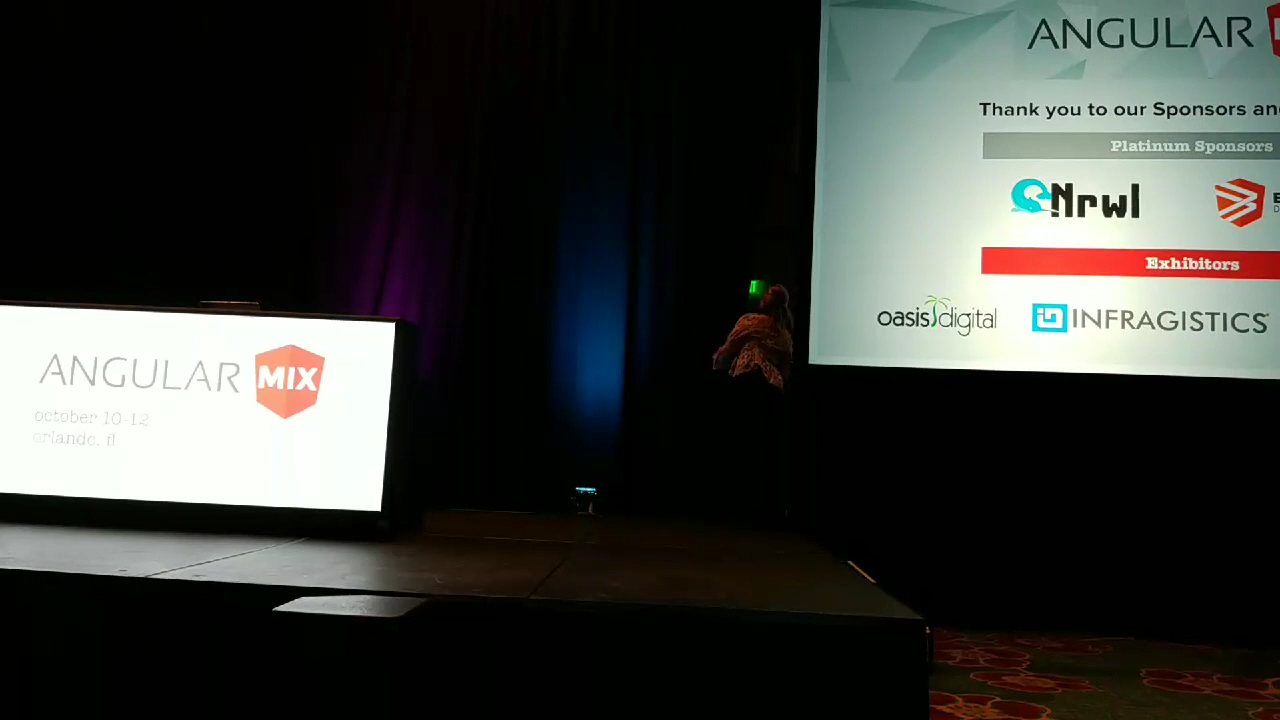 ANGULAR
Thank you to our Sponsors an
Platinum Sponsors
Nrwl
Exhibitors
oasis digital
INFRAGISTICS
ANGULAR MIX
october 10-12
orlando, fl